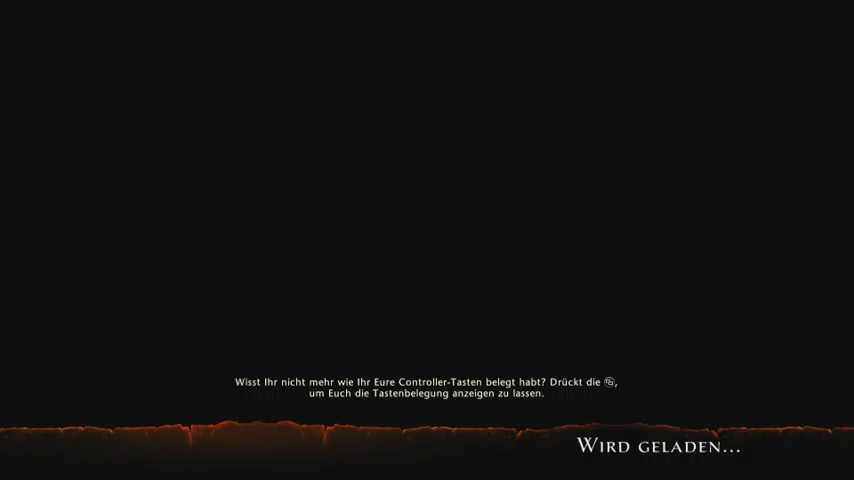 Wisst Ihr nicht mehr wie Ihr Eure Controller-Tasten belegt habt? Drückt die ,
um Euch die Tastenbelegung anzeigen zu lassen.
Wird geladen...